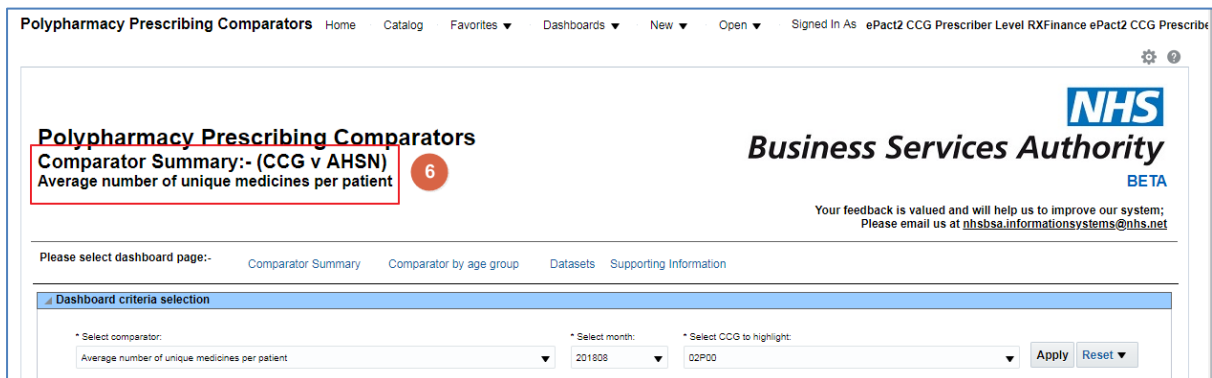 Polypharmacy Prescribing Comparators Home Catalog Favorites ▼ Dashboards ▼ New ▼ Open ▼ Signed In As ePact2 CCG Prescriber Level RXFinance ePact2 CCG Prescribe
NHS
Polypharmacy Prescribing Comparators
Business Services Authority
Comparator Summary:- (CCG v AHSN)
6
Average number of unique medicines per patient
BETA
Your feedback is valued and will help us to improve our system;
Please email us at nhsbsa.informationsystems@nhs.net
Please select dashboard page:- Comparator Summary Comparator by age group Datasets Supporting Information
Dashboard criteria selection
* Select comparator: * Select month: * Select CCG to highlight:
Average number of unique medicines per patient ▼ 201808 ▼ 02P00 ▼ Apply Reset ▼